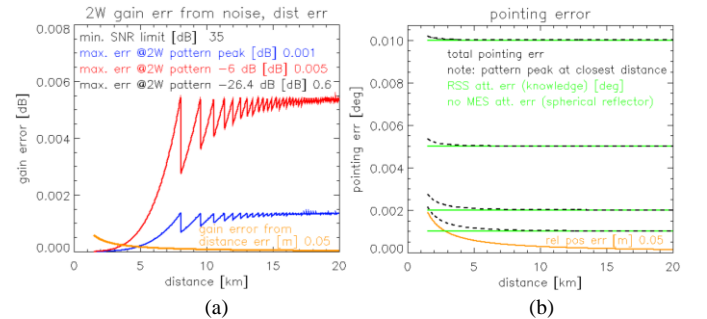 2W gain err from noise, dist err
0.008
0.006
0.004
0.002
0.000
gain error [dB]
min. SNR limit [dB] 35
max. err @2W pattern peak [dB] 0.001
max. err @2W pattern −6 dB [dB] 0.005
max. err @2W pattern −26.4 dB [dB] 0.6
gain error from
distance err [m] 0.05
0 5 10 15 20
distance [km]
(a)
pointing error
0.010
0.008
0.006
0.004
0.002
0.000
pointing err [deg]
total pointing err
note: pattern peak at closest distance
RSS att. err (knowledge) [deg]
no MES att. err (spherical reflector)
rel pos err [m] 0.05
0 5 10 15 20
distance [km]
(b)